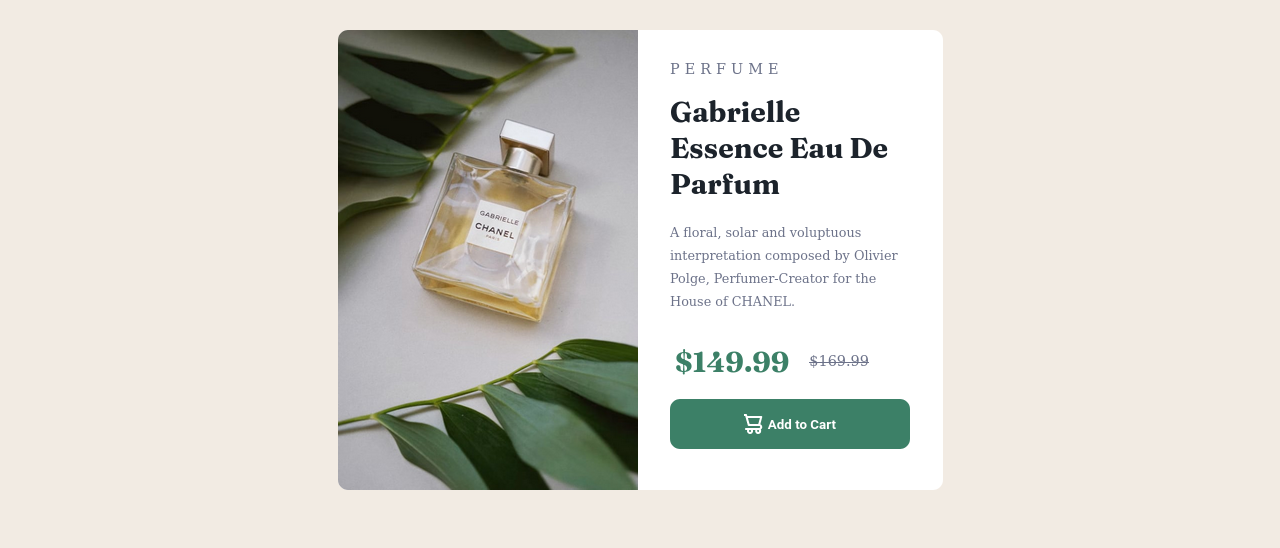 GABRIELLE
CHANEL
PARIS
PERFUME
Gabrielle
Essence Eau De
Parfum
A floral, solar and voluptuous
interpretation composed by Olivier
Polge, Perfumer-Creator for the
House of CHANEL.
$149.99 $169.99
Add to Cart